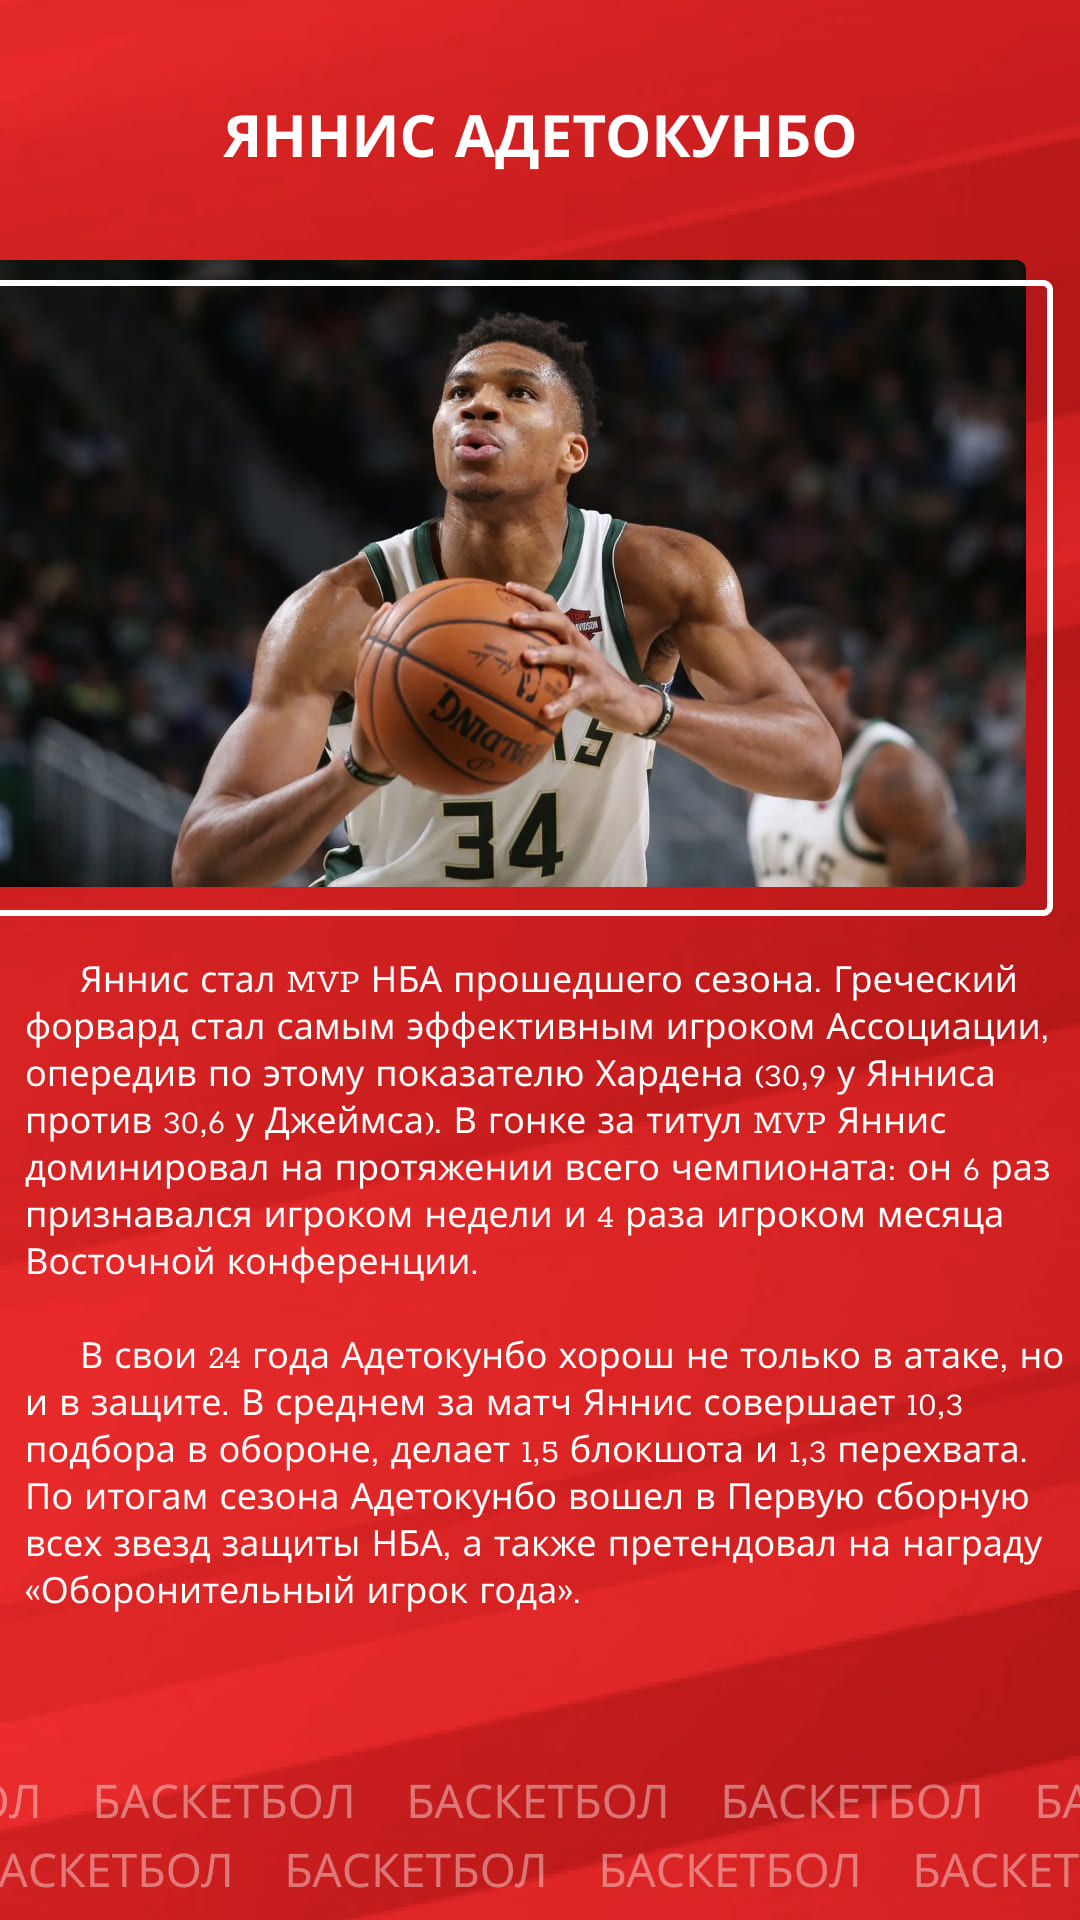 ЯННИС АДЕТОКУНБО
SPALDING
34
Яннис стал MVP НБА прошедшего сезона. Греческий
форвард стал самым эффективным игроком Ассоциации,
опередив по этому показателю Хардена (30,9 у Янниса
против 30,6 у Джеймса). В гонке за титул MVP Яннис
доминировал на протяжении всего чемпионата: он 6 раз
признавался игроком недели и 4 раза игроком месяца
Восточной конференции.
В свои 24 года Адетокунбо хорош не только в атаке, но
и в защите. В среднем за матч Яннис совершает 10,3
подбора в обороне, делает 1,5 блокшота и 1,3 перехвата.
По итогам сезона Адетокунбо вошел в Первую сборную
всех звезд защиты НБА, а также претендовал на награду
«Оборонительный игрок года».
ОЛ БАСКЕТБОЛ БАСКЕТБОЛ БАСКЕТБОЛ БА
АСКЕТБОЛ БАСКЕТБОЛ БАСКЕТБОЛ БАСКЕТ